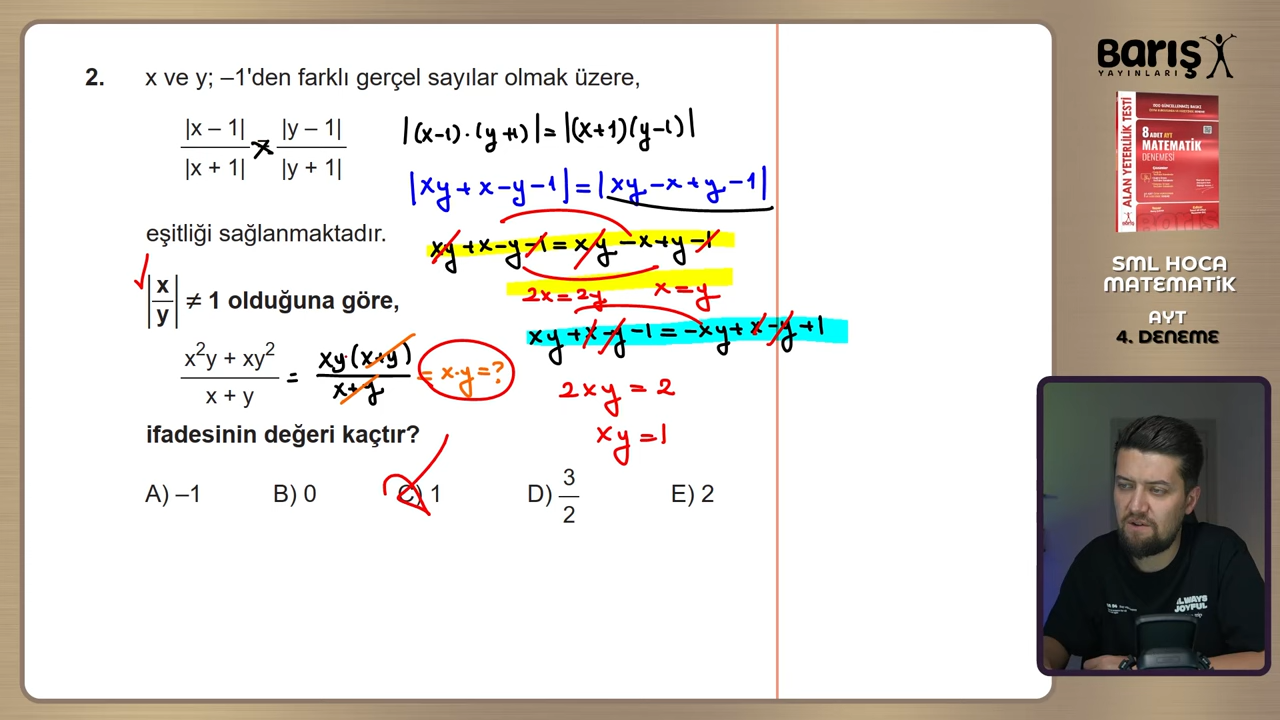 2. x ve y; –1'den farklı gerçel sayılar olmak üzere,
|x – 1| / |x + 1| = |y – 1| / |y + 1|
|(x-1)·(y+1)|=|(x+1)(y-1)|
|xy+x-y-1|=|xy-x+y-1|
eşitliği sağlanmaktadır.
xy+x-y-1=xy-x+y-1
2x=2y x=y
|x/y| ≠ 1 olduğuna göre,
xy+x-y-1=-xy+x-y+1
x²y + xy² / x + y = xy(x+y) / x+y = x·y=?
2xy=2
xy=1
ifadesinin değeri kaçtır?
A) –1 B) 0 C) 1 D) 3/2 E) 2
BARIŞ
YAYINLARI
ALAN YETERLİLİK TESTİ
8 ADET AYT
MATEMATİK
DENEMESİ
SML HOCA
MATEMATİK
AYT
4. DENEME
ALWAYS
JOYFUL